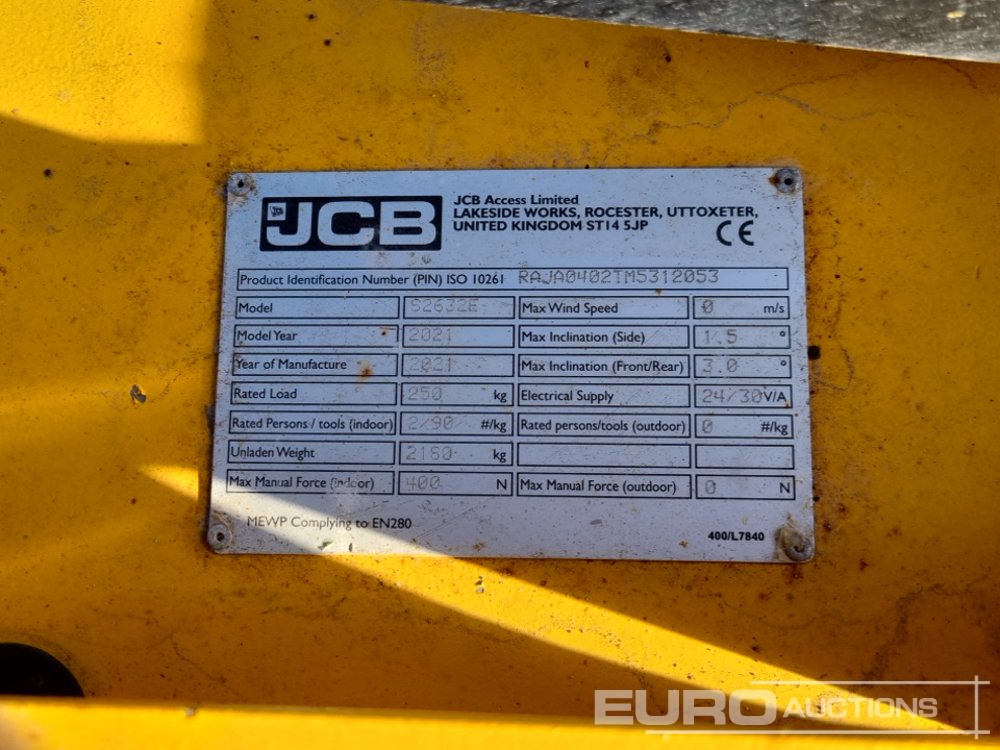 JCB
JCB Access Limited
LAKESIDE WORKS, ROCESTER, UTTOXETER,
UNITED KINGDOM ST14 5JP
CE
Product Identification Number (PIN) ISO 10261 RAJA0402TM5312053
Model S2632E Max Wind Speed 0 m/s
Model Year 2021 Max Inclination (Side) 1.5 °
Year of Manufacture 2021 Max Inclination (Front/Rear) 3.0 °
Rated Load 250 kg Electrical Supply 24/30 V/A
Rated Persons / tools (indoor) 2/90 #/kg Rated persons/tools (outdoor) 0 #/kg
Unladen Weight 2180 kg
Max Manual Force (indoor) 400 N Max Manual Force (outdoor) 0 N
MEWP Complying to EN280
400/L7840
EURO AUCTIONS